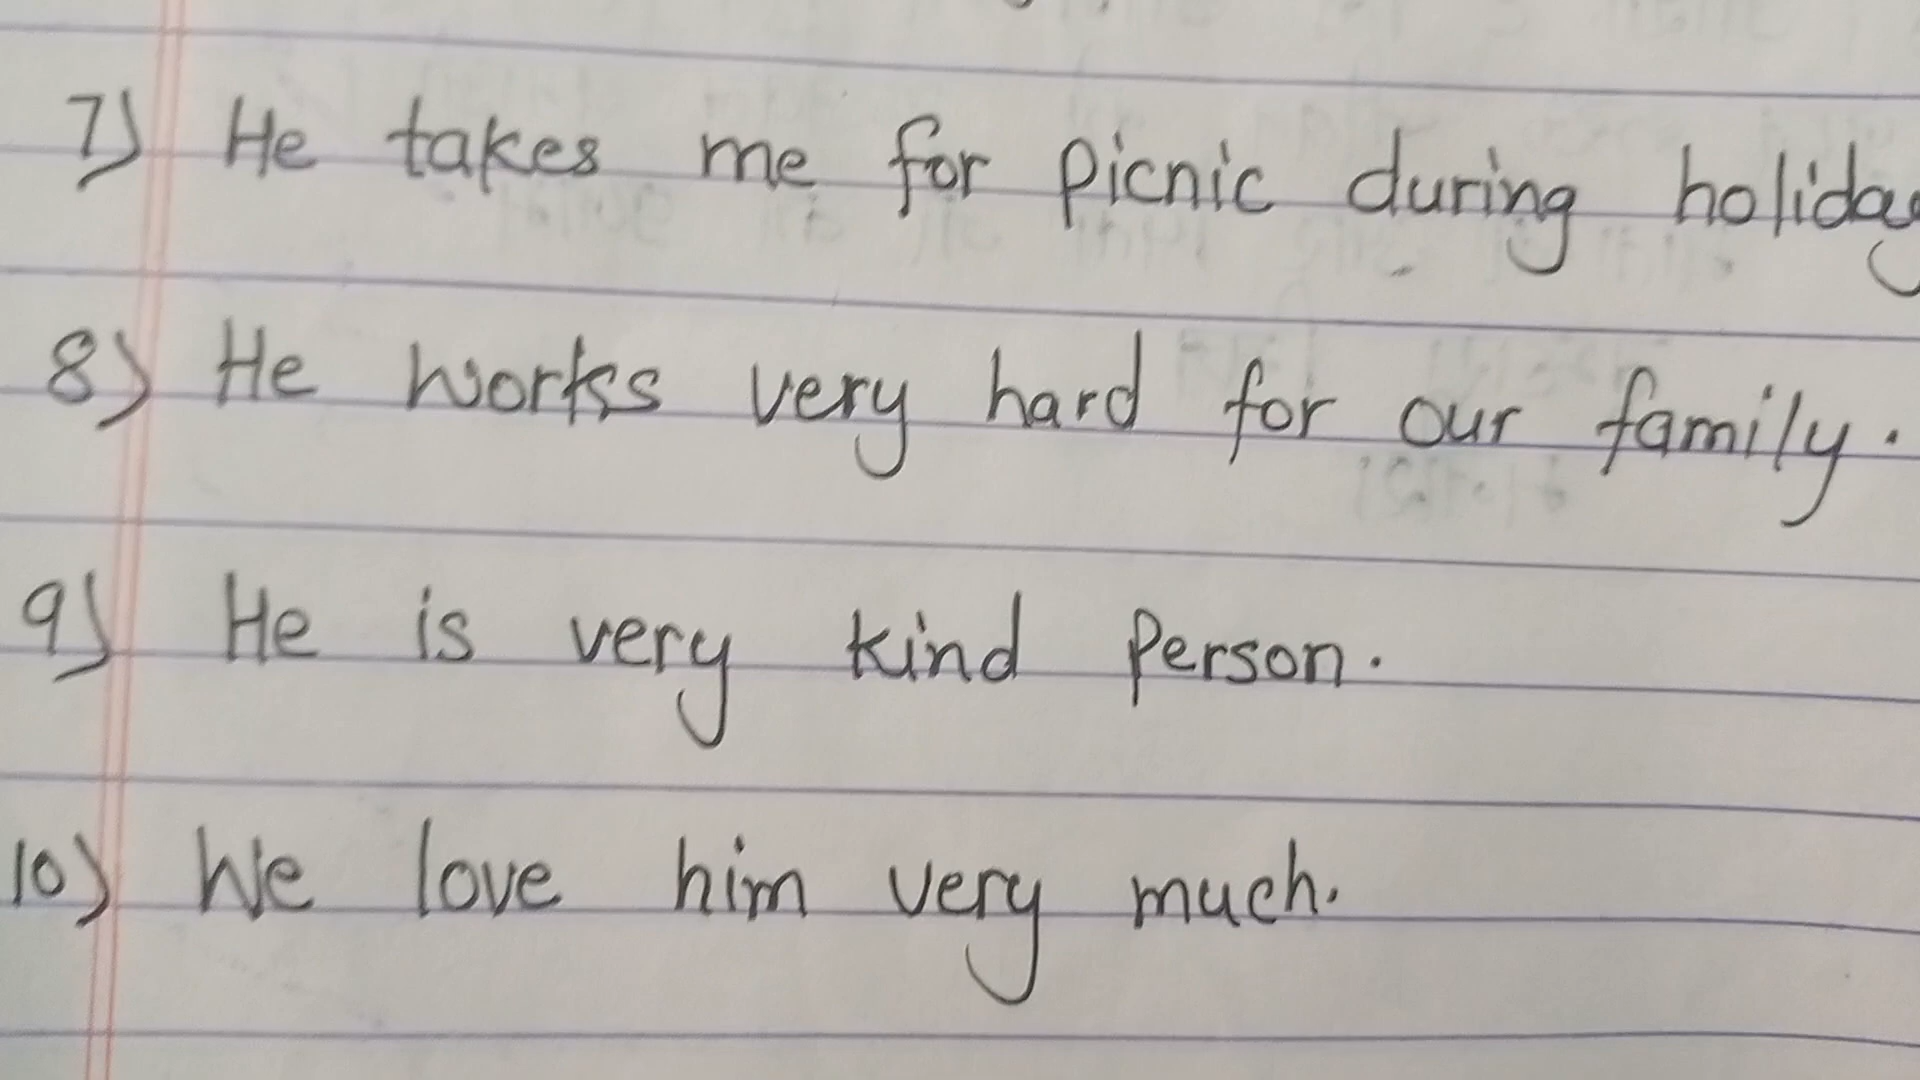 7) He takes me for picnic during holiday
8) He works very hard for our family.
9) He is very kind person.
10) We love him very much.